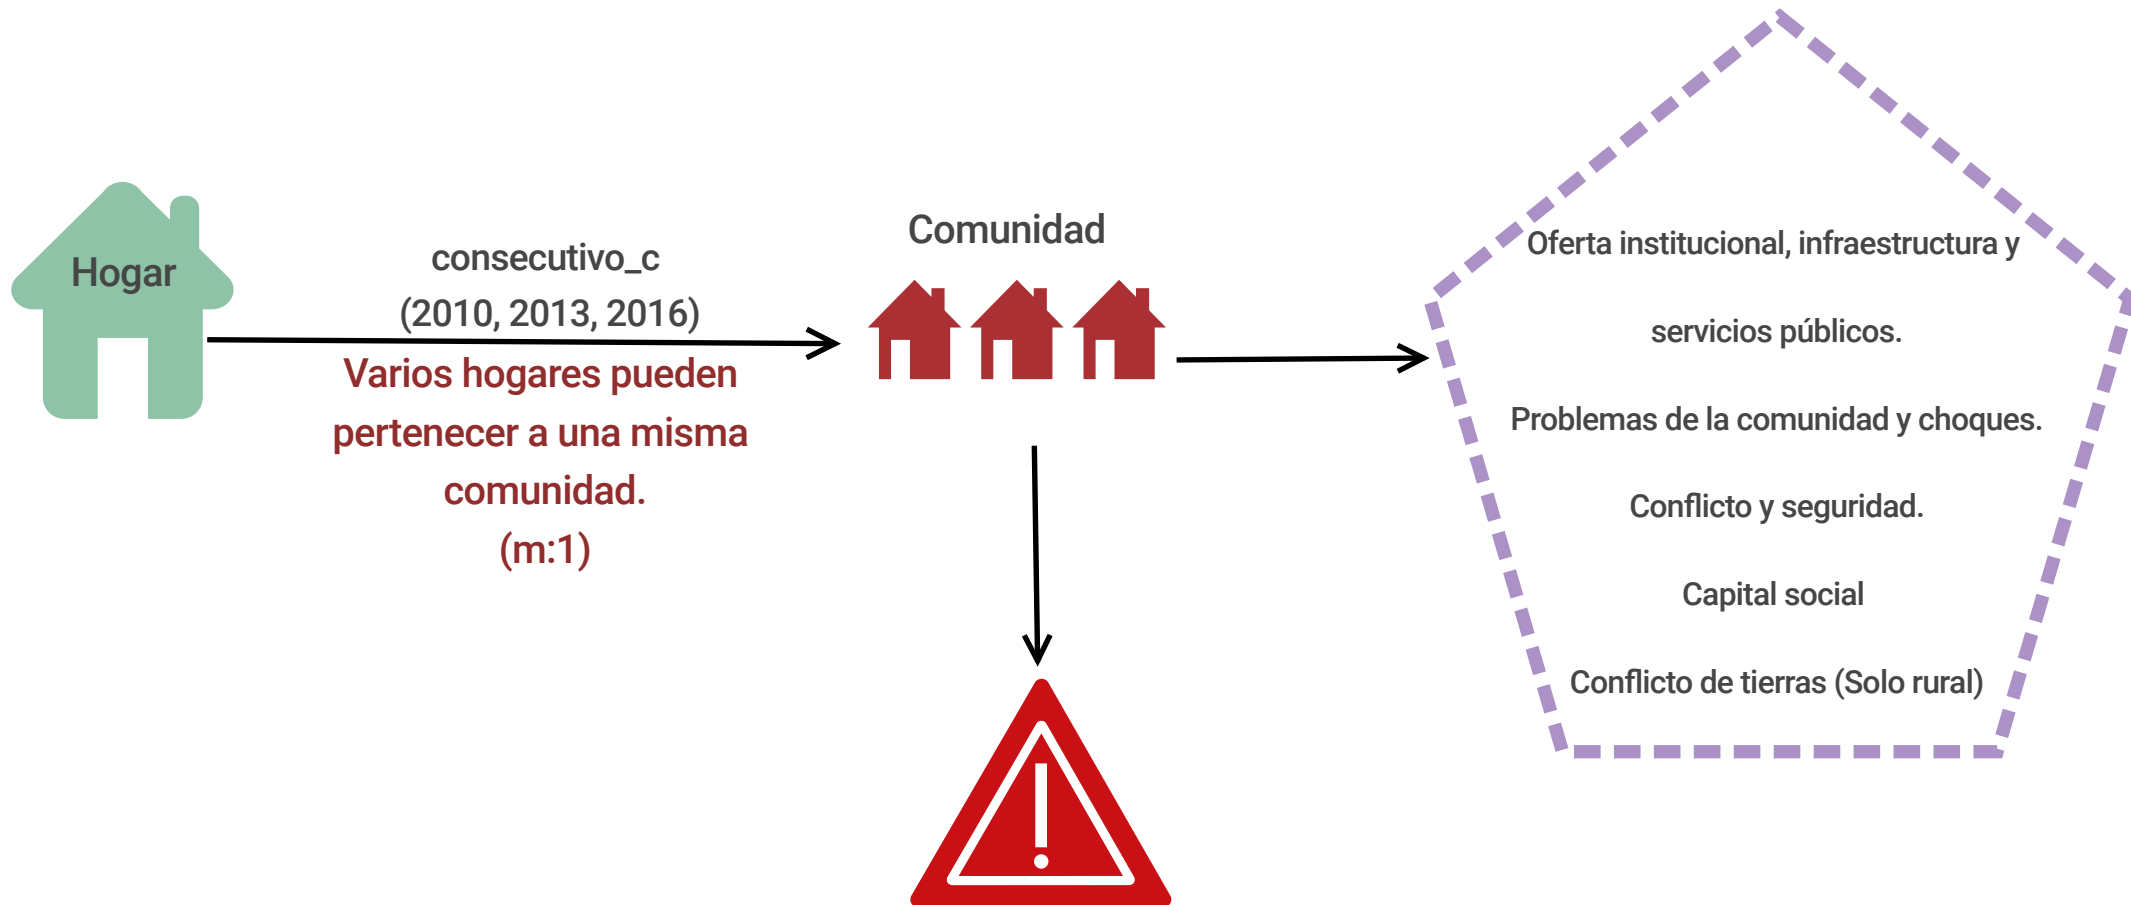 Hogar
consecutivo_c
(2010, 2013, 2016)
Varios hogares pueden
pertenecer a una misma
comunidad.
(m:1)
Comunidad
Oferta institucional, infraestructura y
servicios públicos.
Problemas de la comunidad y choques.
Conflicto y seguridad.
Capital social
Conflicto de tierras (Solo rural)